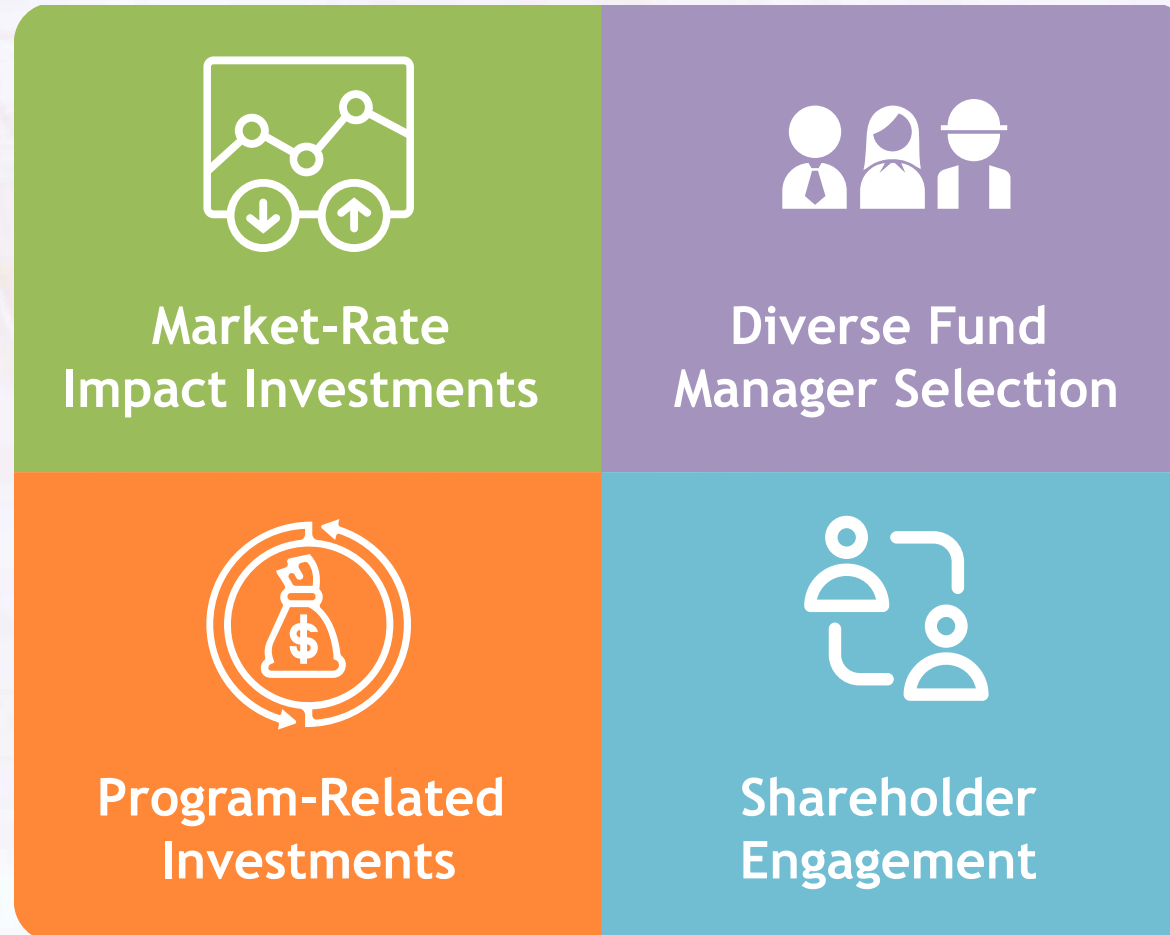 Market-Rate
Impact Investments
Diverse Fund
Manager Selection
$
Program-Related
Investments
Shareholder
Engagement